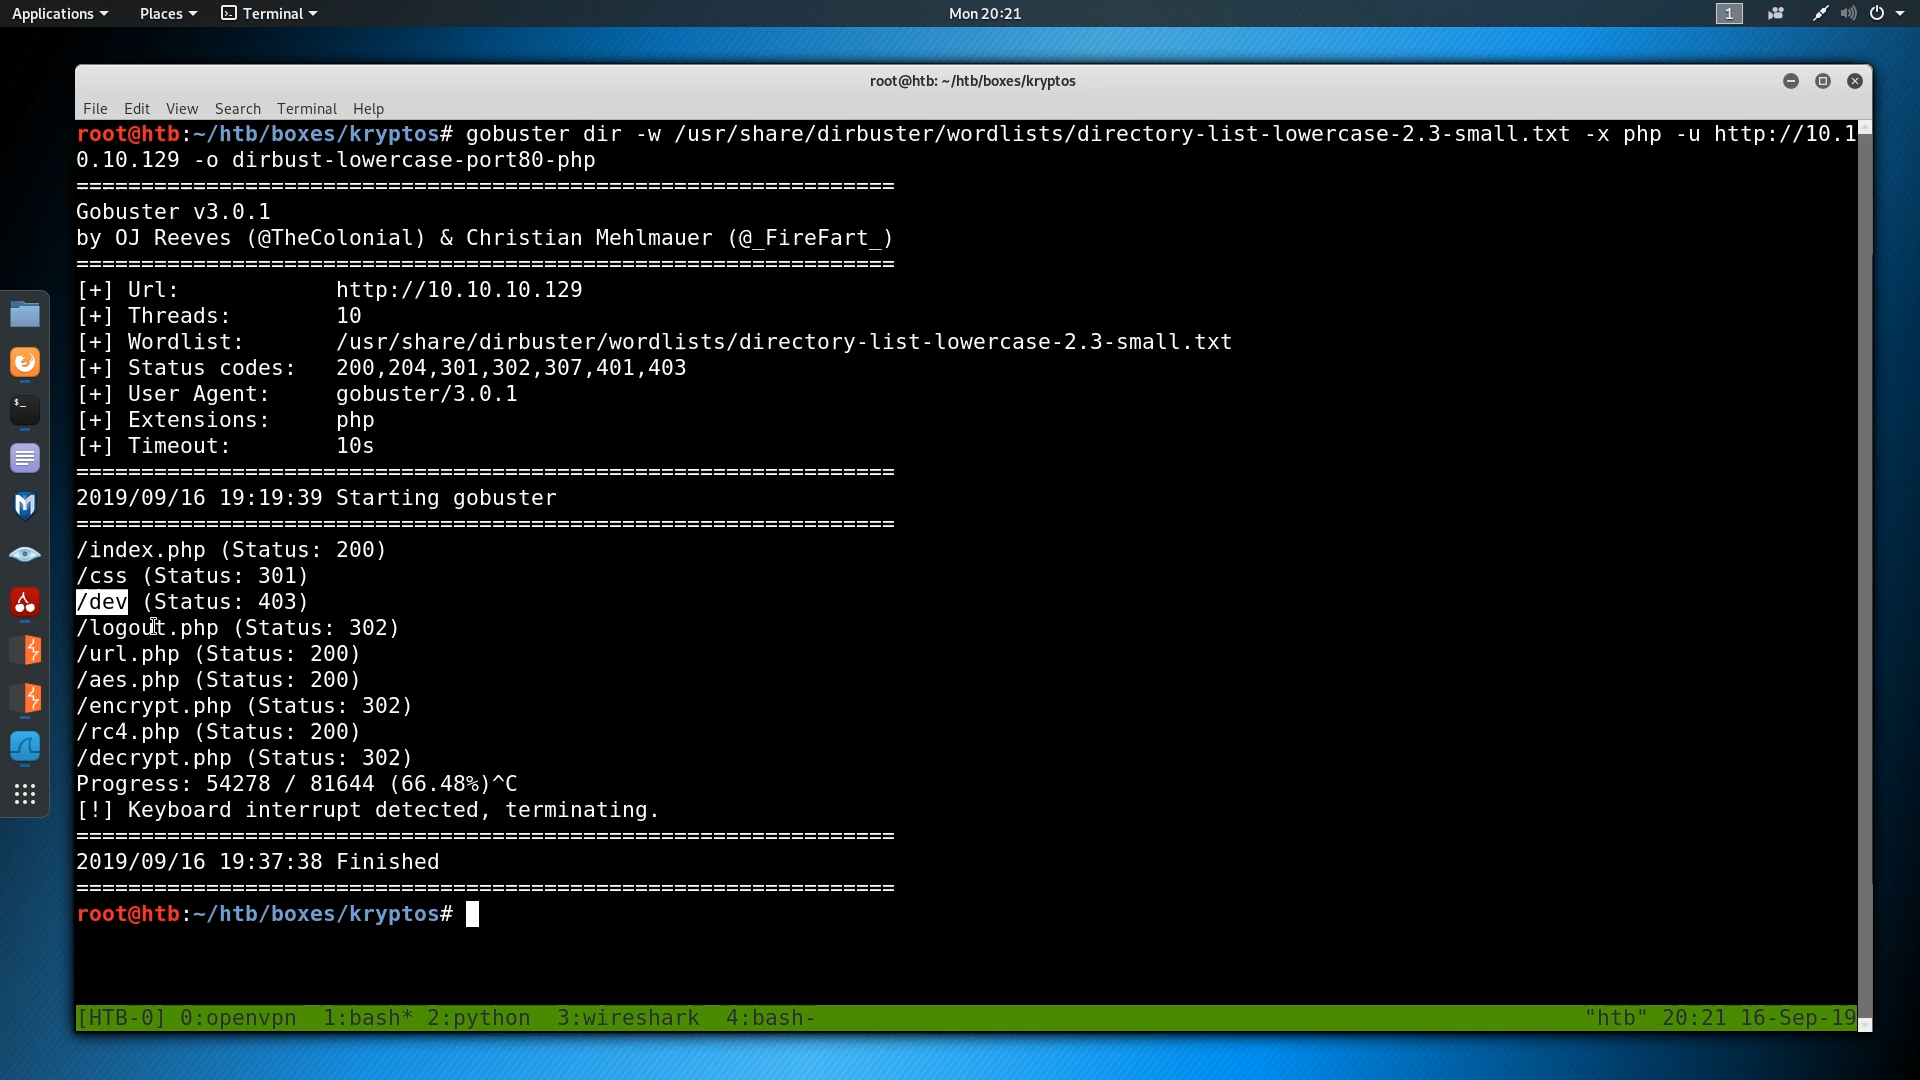 Applications Places Terminal Mon 20:21 1
root@htb: ~/htb/boxes/kryptos
File Edit View Search Terminal Help
root@htb:~/htb/boxes/kryptos# gobuster dir -w /usr/share/dirbuster/wordlists/directory-list-lowercase-2.3-small.txt -x php -u http://10.1
0.10.129 -o dirbust-lowercase-port80-php
===============================================================
Gobuster v3.0.1
by OJ Reeves (@TheColonial) & Christian Mehlmauer (@_FireFart_)
===============================================================
[+] Url:            http://10.10.10.129
[+] Threads:        10
[+] Wordlist:       /usr/share/dirbuster/wordlists/directory-list-lowercase-2.3-small.txt
[+] Status codes:   200,204,301,302,307,401,403
[+] User Agent:     gobuster/3.0.1
[+] Extensions:     php
[+] Timeout:        10s
===============================================================
2019/09/16 19:19:39 Starting gobuster
===============================================================
/index.php (Status: 200)
/css (Status: 301)
/dev (Status: 403)
/logout.php (Status: 302)
/url.php (Status: 200)
/aes.php (Status: 200)
/encrypt.php (Status: 302)
/rc4.php (Status: 200)
/decrypt.php (Status: 302)
Progress: 54278 / 81644 (66.48%)^C
[!] Keyboard interrupt detected, terminating.
===============================================================
2019/09/16 19:37:38 Finished
===============================================================
root@htb:~/htb/boxes/kryptos#
[HTB-0] 0:openvpn  1:bash* 2:python  3:wireshark  4:bash- "htb" 20:21 16-Sep-19